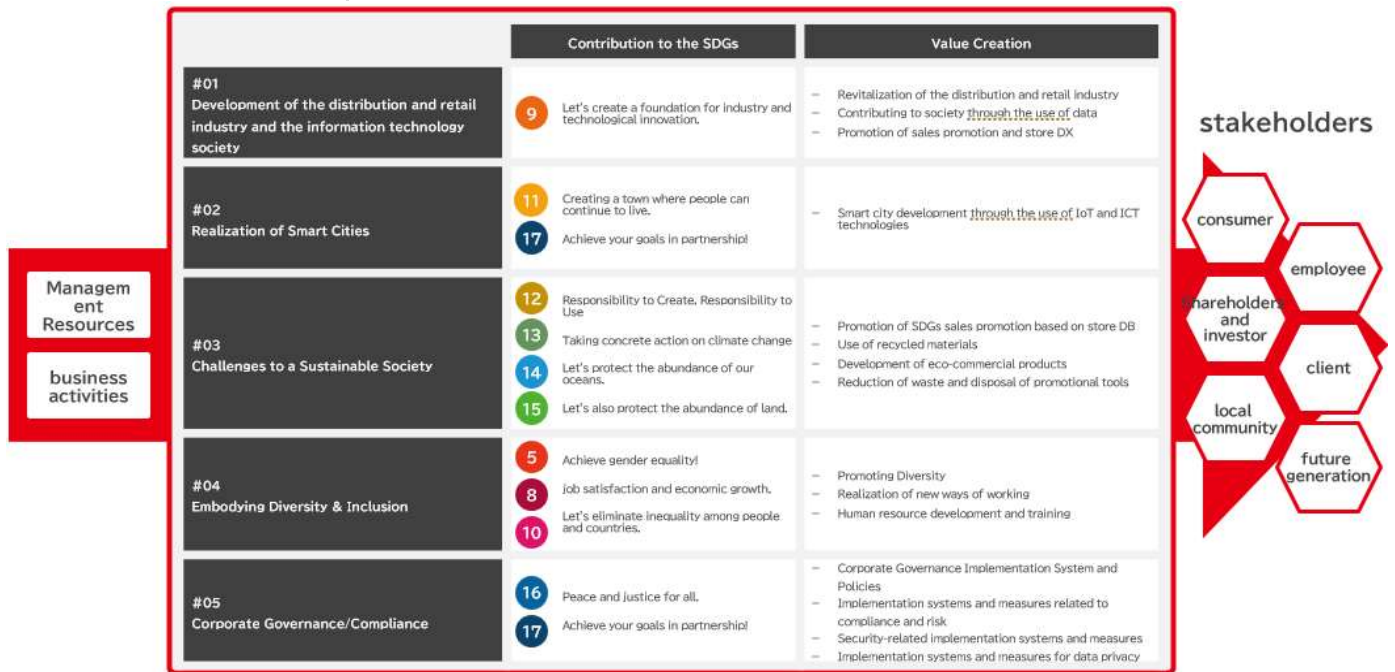 Contribution to the SDGs
Value Creation
#01
Development of the distribution and retail
industry and the information technology
society
9
Let's create a foundation for industry and
technological innovation.
– Revitalization of the distribution and retail industry
– Contributing to society through the use of data
– Promotion of sales promotion and store DX
#02
Realization of Smart Cities
11
Creating a town where people can
continue to live.
17
Achieve your goals in partnership!
– Smart city development through the use of IoT and ICT
technologies
#03
Challenges to a Sustainable Society
12
Responsibility to Create, Responsibility to
Use
13
Taking concrete action on climate change
14
Let's protect the abundance of our
oceans.
15
Let's also protect the abundance of land.
– Promotion of SDGs sales promotion based on store DB
– Use of recycled materials
– Development of eco-commercial products
– Reduction of waste and disposal of promotional tools
#04
Embodying Diversity & Inclusion
5
Achieve gender equality!
8
job satisfaction and economic growth.
10
Let's eliminate inequality among people
and countries.
– Promoting Diversity
– Realization of new ways of working
– Human resource development and training
#05
Corporate Governance/Compliance
16
Peace and justice for all.
17
Achieve your goals in partnership!
– Corporate Governance Implementation System and
Policies
– Implementation systems and measures related to
compliance and risk
– Security-related implementation systems and measures
– Implementation systems and measures for data privacy
Managem
ent
Resources
business
activities
stakeholders
consumer
employee
Shareholders
and
investor
client
local
community
future
generation